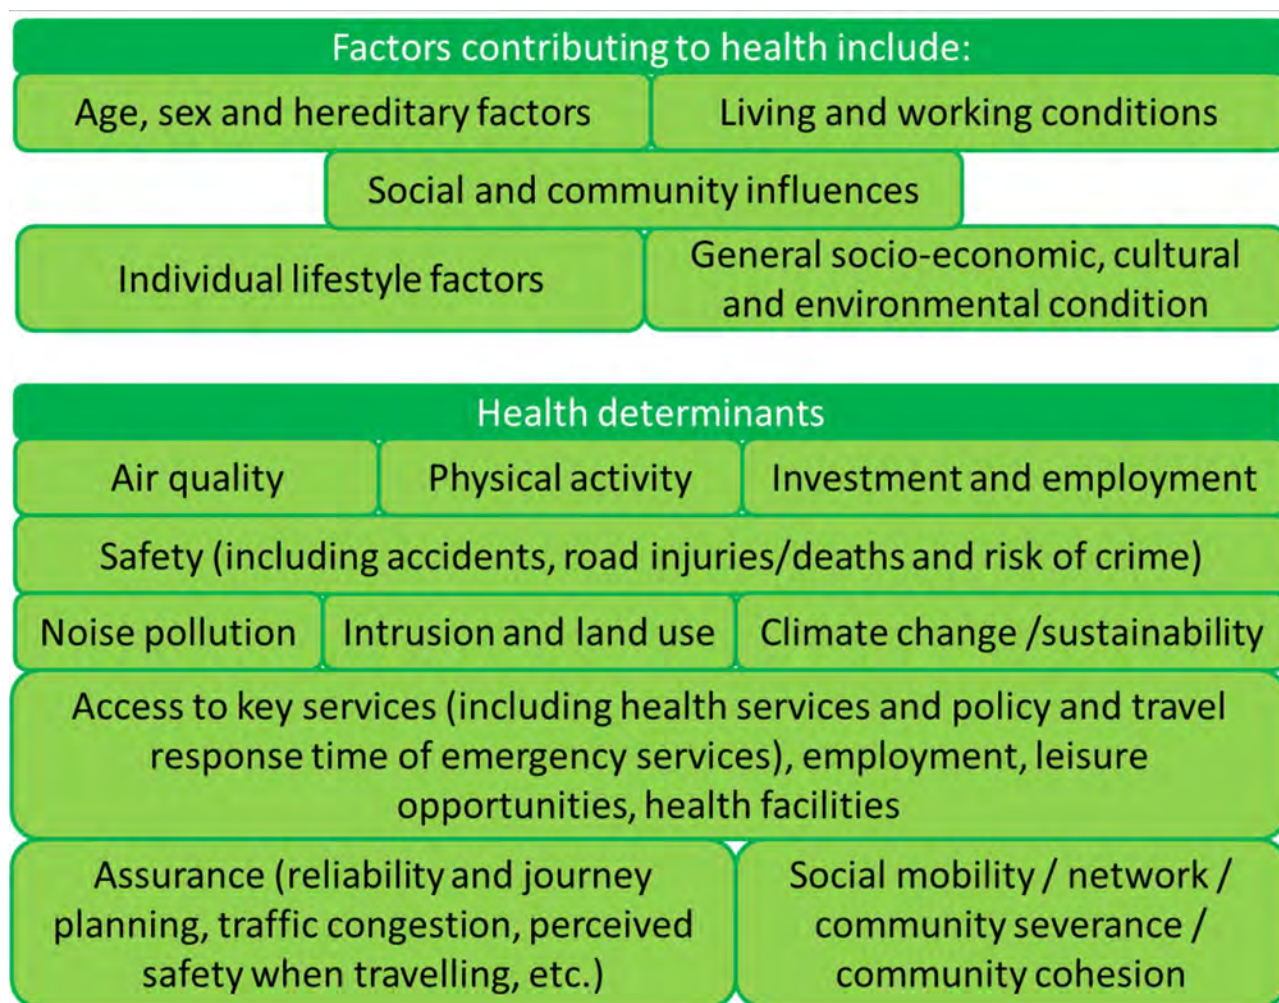 Factors contributing to health include:
Age, sex and hereditary factors
Living and working conditions
Social and community influences
Individual lifestyle factors
General socio-economic, cultural
and environmental condition
Health determinants
Air quality
Physical activity
Investment and employment
Safety (including accidents, road injuries/deaths and risk of crime)
Noise pollution
Intrusion and land use
Climate change /sustainability
Access to key services (including health services and policy and travel
response time of emergency services), employment, leisure
opportunities, health facilities
Assurance (reliability and journey
planning, traffic congestion, perceived
safety when travelling, etc.)
Social mobility / network /
community severance /
community cohesion